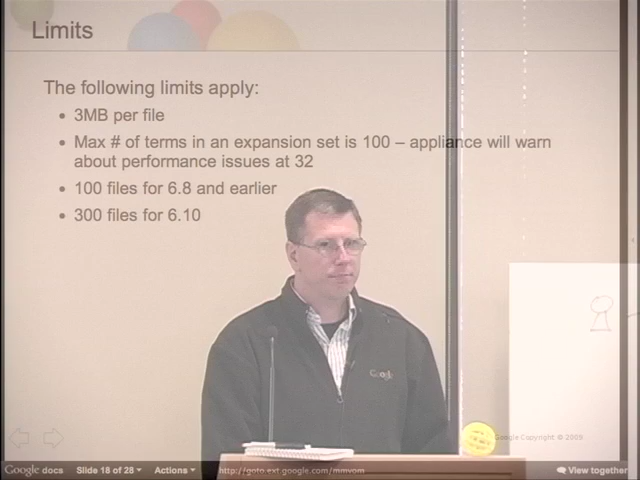 Limits
The following limits apply:
• 3MB per file
• Max # of terms in an expansion set is 100 – appliance will warn
about performance issues at 32
• 100 files for 6.8 and earlier
• 300 files for 6.10
Google
Google Copyright © 2009
Google docs Slide 18 of 28 Actions http://goto.ext.google.com/mmvom View together